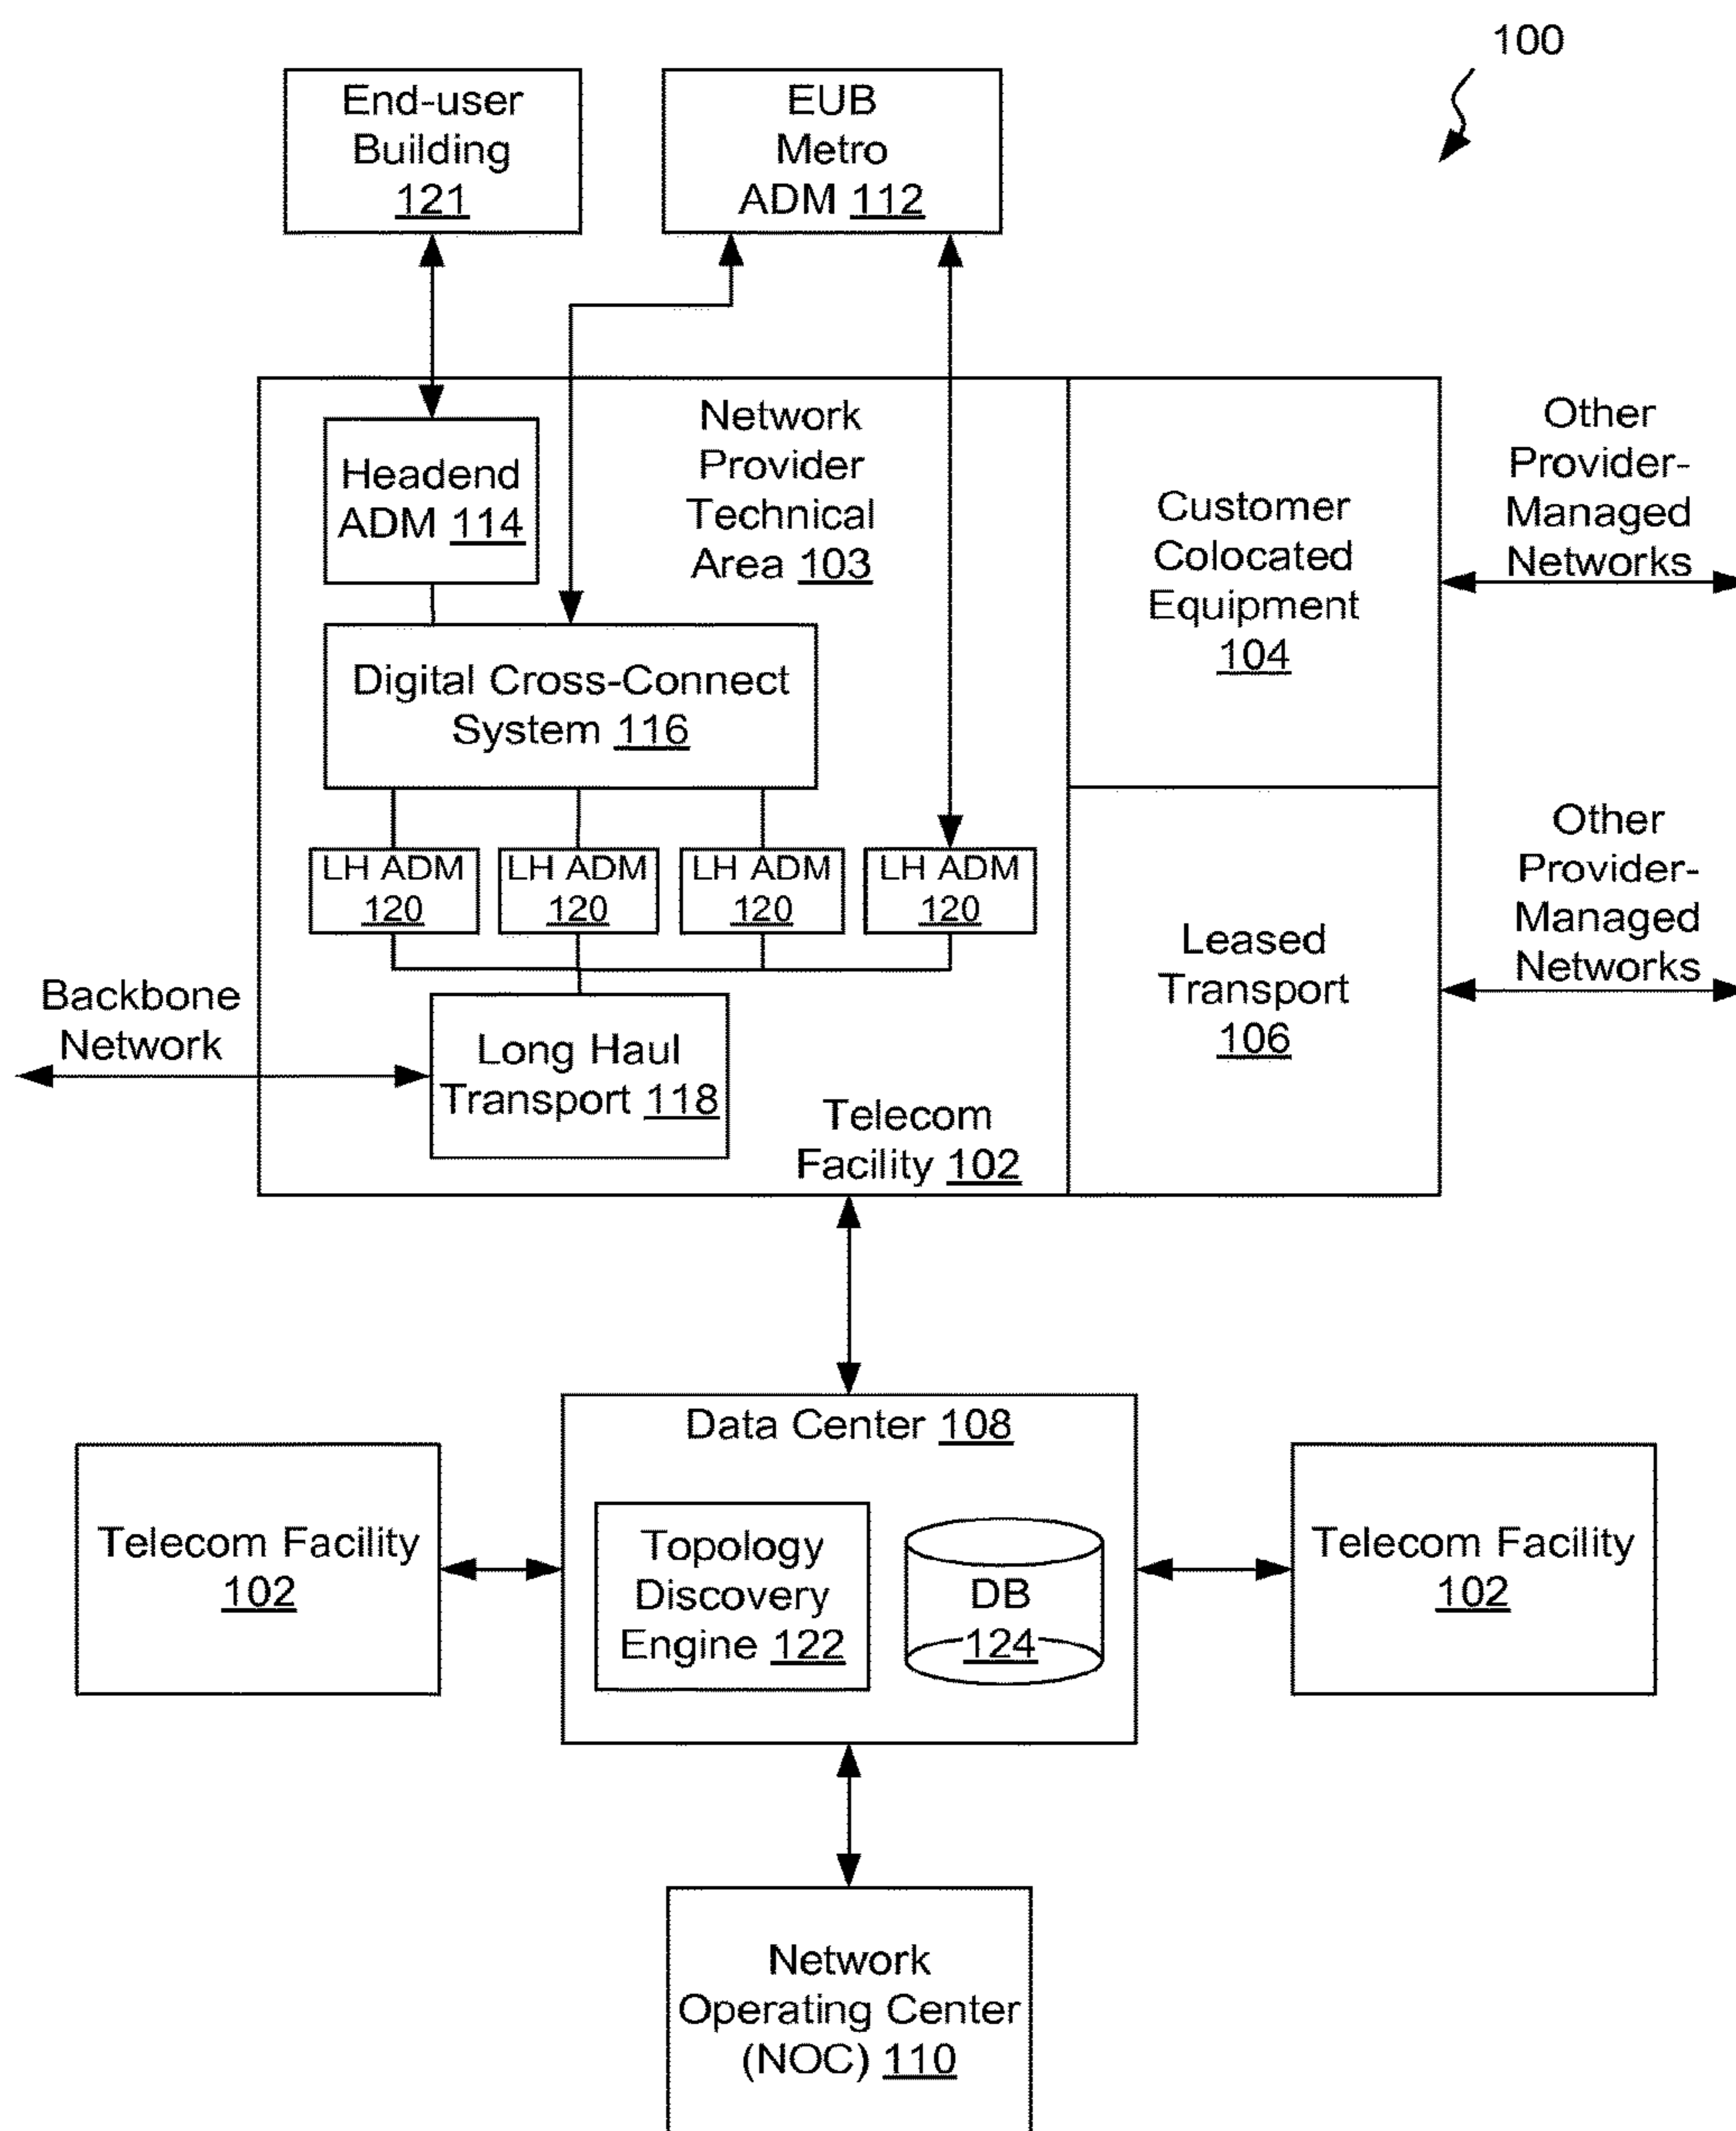 100
End-user
Building
121
EUB
Metro
ADM 112
Network
Provider
Technical
Area 103
Headend
ADM 114
Customer
Colocated
Equipment
104
Other
Provider-
Managed
Networks
Digital Cross-Connect
System 116
LH ADM
120
LH ADM
120
LH ADM
120
LH ADM
120
Leased
Transport
106
Other
Provider-
Managed
Networks
Backbone
Network
Long Haul
Transport 118
Telecom
Facility 102
Data Center 108
Telecom Facility
102
Topology
Discovery
Engine 122
DB
124
Telecom Facility
102
Network
Operating Center
(NOC) 110